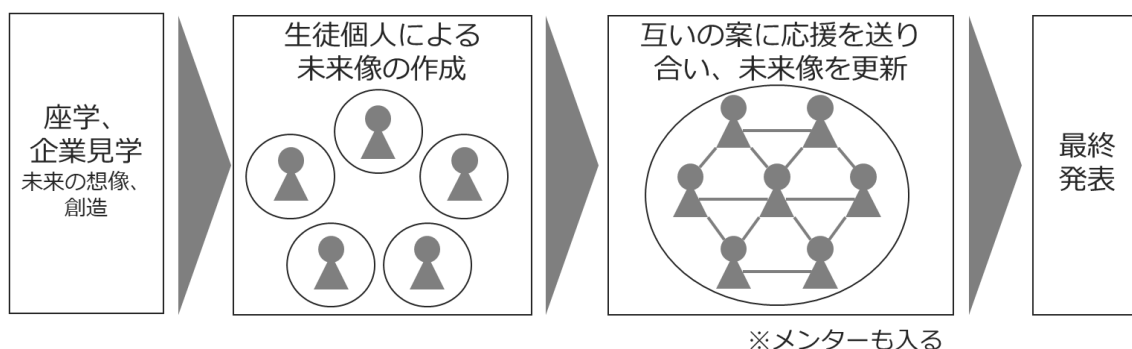 座学、
企業見学
未来の想像、
創造
生徒個人による
未来像の作成
互いの案に応援を送り
合い、未来像を更新
最終
発表
※メンターも入る